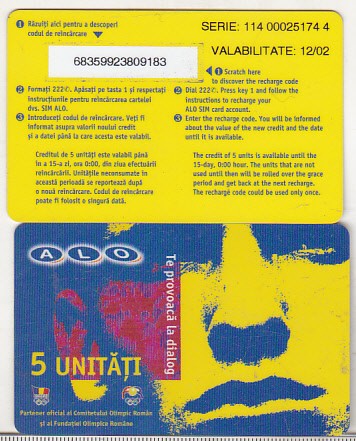 1 Răzuiți aici pentru a descoperi
codul de reîncărcare
SERIE: 114 00025174 4
VALABILITATE: 12/02
68359923809183
1 Scratch here
to discover the recharge code
2 Formați 222✆. Apăsați pe tasta 1 și respectați
instrucțiunile pentru reîncărcarea cartelei
dvs. SIM ALO.
3 Introduceți codul de reîncărcare. Veți fi
informat asupra valorii noului credit
și a datei până la care acesta este valabil.
2 Dial 222✆. Press key 1 and follow the
instructions to recharge your
ALO SIM card account.
3 Enter the recharge code. You will be informed
about the value of the new credit and the date
until it is available.
Creditul de 5 unități este valabil până
în a 15-a zi, ora 0:00, din ziua efectuării
reîncărcării. Unitățile neconsumate în
această perioadă se reportează după
o nouă reîncărcare. Codul de reîncărcare
poate fi folosit o singură dată.
The credit of 5 units is available until the
15-day, 0:00 hour. The units that are not
used until then will be rolled over the grace
period and get back at the next recharge.
The recharge code could be used only once.
ALO
Te provoacă la dialog
5 UNITĂȚI
Partener oficial al Comitetului Olimpic Român
și al Fundației Olimpice Române